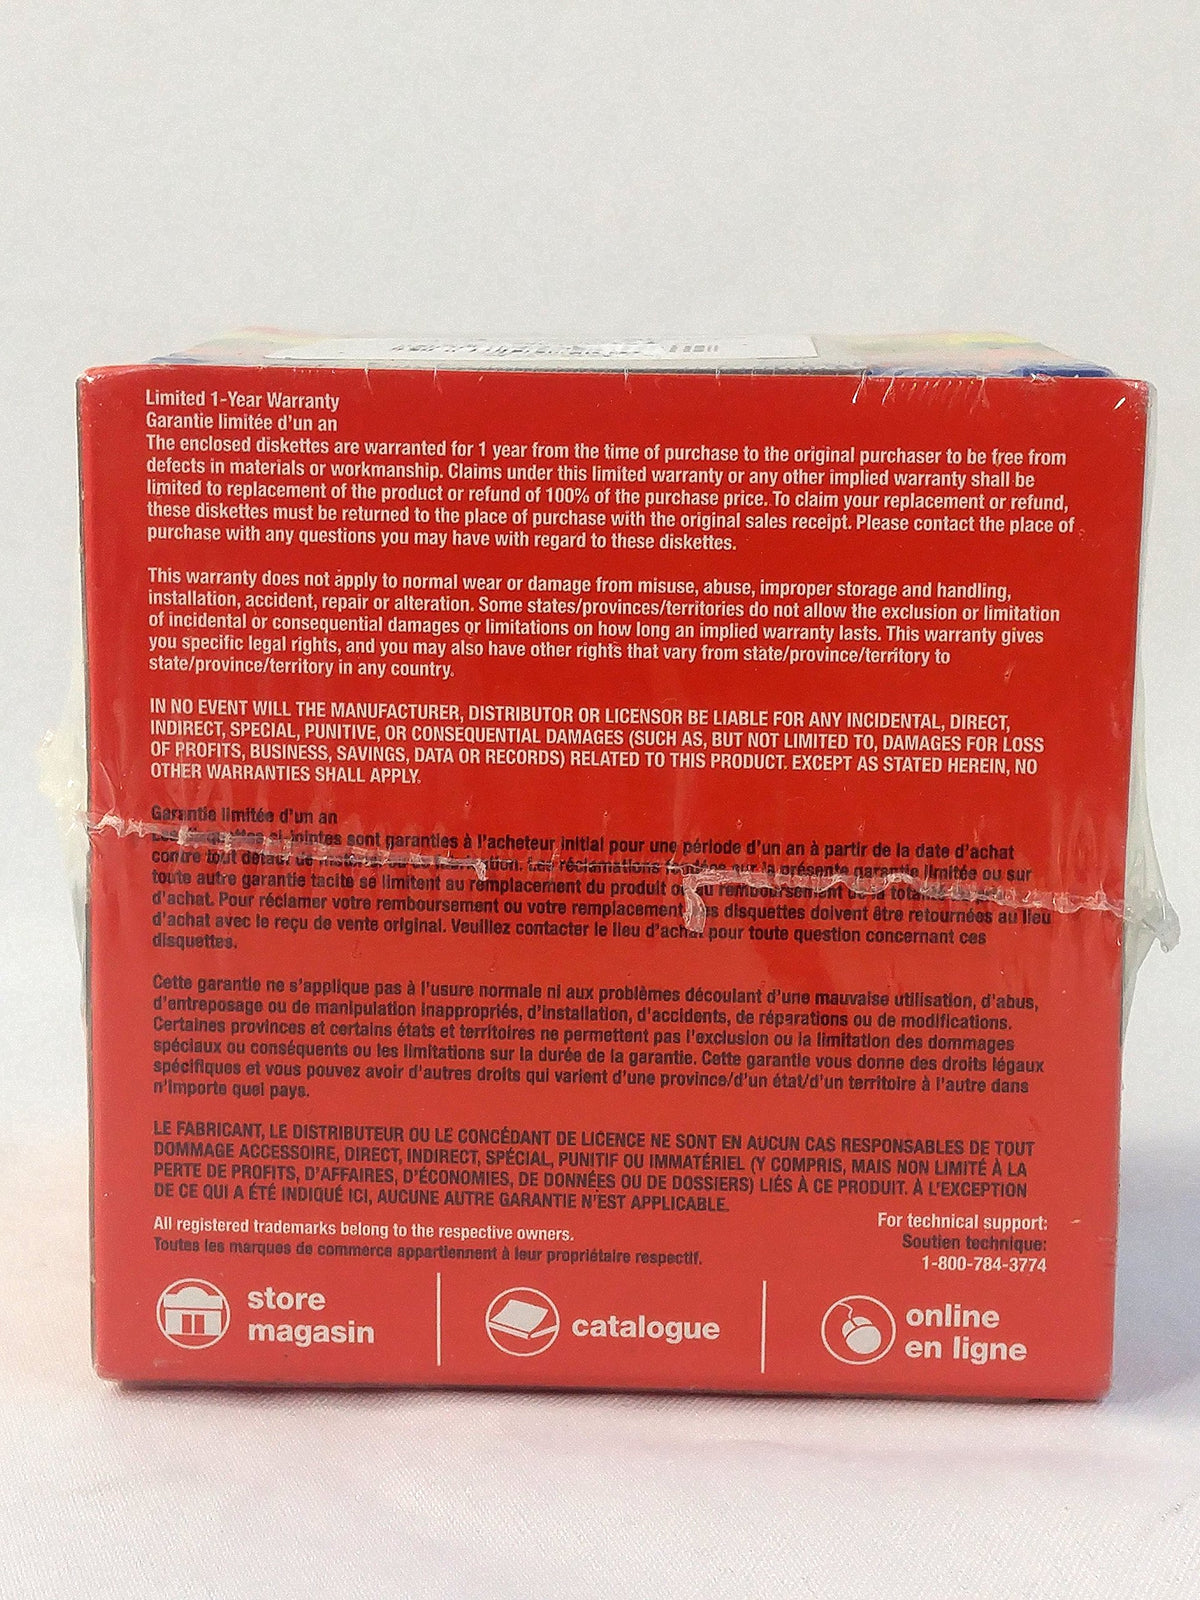 Limited 1-Year Warranty
Garantie limitée d'un an
The enclosed diskettes are warranted for 1 year from the time of purchase to the original purchaser to be free from
defects in materials or workmanship. Claims under this limited warranty or any other implied warranty shall be
limited to replacement of the product or refund of 100% of the purchase price. To claim your replacement or refund,
these diskettes must be returned to the place of purchase with the original sales receipt. Please contact the place of
purchase with any questions you may have with regard to these diskettes.
This warranty does not apply to normal wear or damage from misuse, abuse, improper storage and handling,
installation, accident, repair or alteration. Some states/provinces/territories do not allow the exclusion or limitation
of incidental or consequential damages or limitations on how long an implied warranty lasts. This warranty gives
you specific legal rights, and you may also have other rights that vary from state/province/territory to
state/province/territory in any country.
IN NO EVENT WILL THE MANUFACTURER, DISTRIBUTOR OR LICENSOR BE LIABLE FOR ANY INCIDENTAL, DIRECT,
INDIRECT, SPECIAL, PUNITIVE, OR CONSEQUENTIAL DAMAGES (SUCH AS, BUT NOT LIMITED TO, DAMAGES FOR LOSS
OF PROFITS, BUSINESS, SAVINGS, DATA OR RECORDS) RELATED TO THIS PRODUCT. EXCEPT AS STATED HEREIN, NO
OTHER WARRANTIES SHALL APPLY.
Garantie limitée d'un an
Les disquettes ci-jointes sont garanties à l'acheteur initial pour une période d'un an à partir de la date d'achat
contre tout défaut de Les réclamations sur la présente garantie limitée ou sur
toute autre garantie tacite se limitent au remplacement du produit ou au remboursement de la
d'achat. Pour réclamer votre remboursement ou votre remplacement disquettes doivent être retournées au lieu
d'achat avec le reçu de vente original. Veuillez contacter le lieu d'achat pour toute question concernant ces
disquettes.
Cette garantie ne s'applique pas à l'usure normale ni aux problèmes découlant d'une mauvaise utilisation, d'abus,
d'entreposage ou de manipulation inappropriés, d'installation, d'accidents, de réparations ou de modifications.
Certaines provinces et certains états et territoires ne permettent pas l'exclusion ou la limitation des dommages
spéciaux ou conséquents ou les limitations sur la durée de la garantie. Cette garantie vous donne des droits légaux
spécifiques et vous pouvez avoir d'autres droits qui varient d'une province/d'un état/d'un territoire à l'autre dans
n'importe quel pays.
LE FABRICANT, LE DISTRIBUTEUR OU LE CONCÉDANT DE LICENCE NE SONT EN AUCUN CAS RESPONSABLES DE TOUT
DOMMAGE ACCESSOIRE, DIRECT, INDIRECT, SPÉCIAL, PUNITIF OU IMMATÉRIEL (Y COMPRIS, MAIS NON LIMITÉ À LA
PERTE DE PROFITS, D'AFFAIRES, D'ÉCONOMIES, DE DONNÉES OU DE DOSSIERS) LIÉS À CE PRODUIT. À L'EXCEPTION
DE CE QUI A ÉTÉ INDIQUÉ ICI, AUCUNE AUTRE GARANTIE N'EST APPLICABLE.
All registered trademarks belong to the respective owners.
Toutes les marques de commerce appartiennent à leur propriétaire respectif.
For technical support:
Soutien technique:
1-800-784-3774
store
magasin
catalogue
online
en ligne